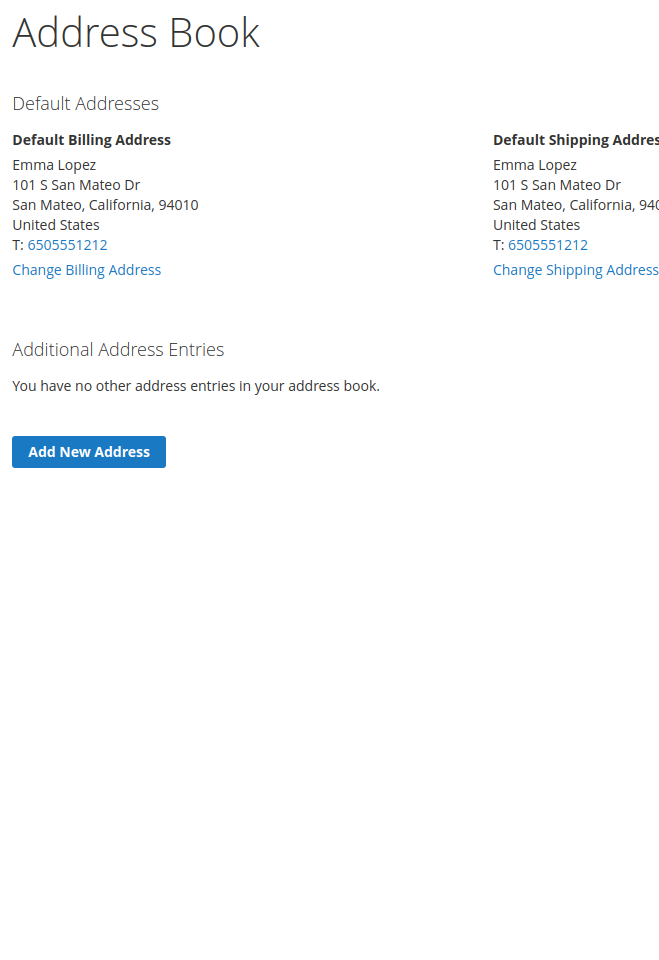 Address Book
Default Addresses
Default Billing Address
Emma Lopez
101 S San Mateo Dr
San Mateo, California, 94010
United States
T: 6505551212
Change Billing Address
Default Shipping Addres
Emma Lopez
101 S San Mateo Dr
San Mateo, California, 940
United States
T: 6505551212
Change Shipping Address
Additional Address Entries
You have no other address entries in your address book.
Add New Address